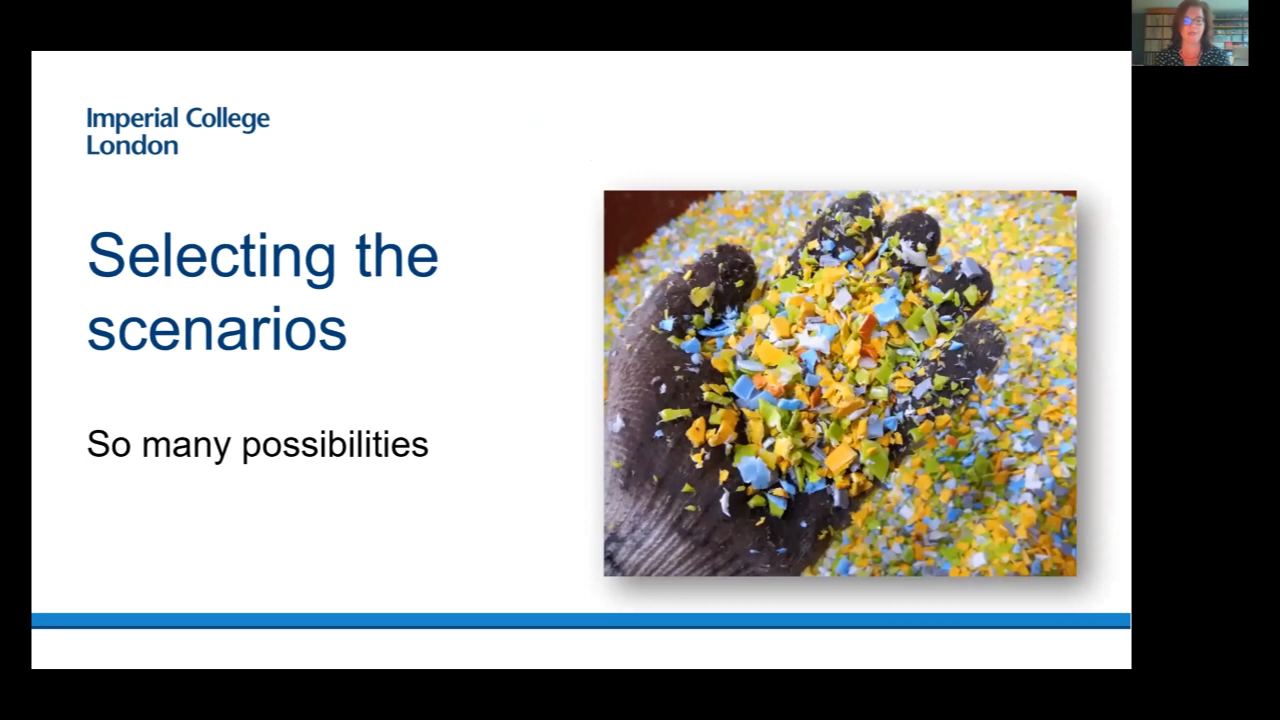 Imperial College
London
Selecting the
scenarios
So many possibilities